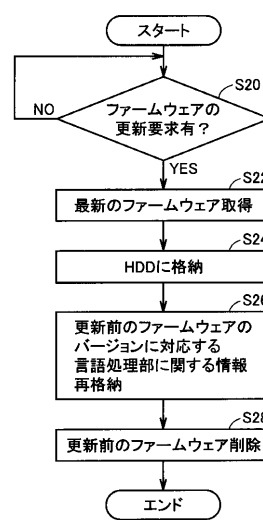 スタート
S20
ファームウェアの
更新要求有?
NO
YES
S22
最新のファームウェア取得
S24
HDDに格納
S26
更新前のファームウェアの
バージョンに対応する
言語処理部に関する情報
再格納
S28
更新前のファームウェア削除
エンド